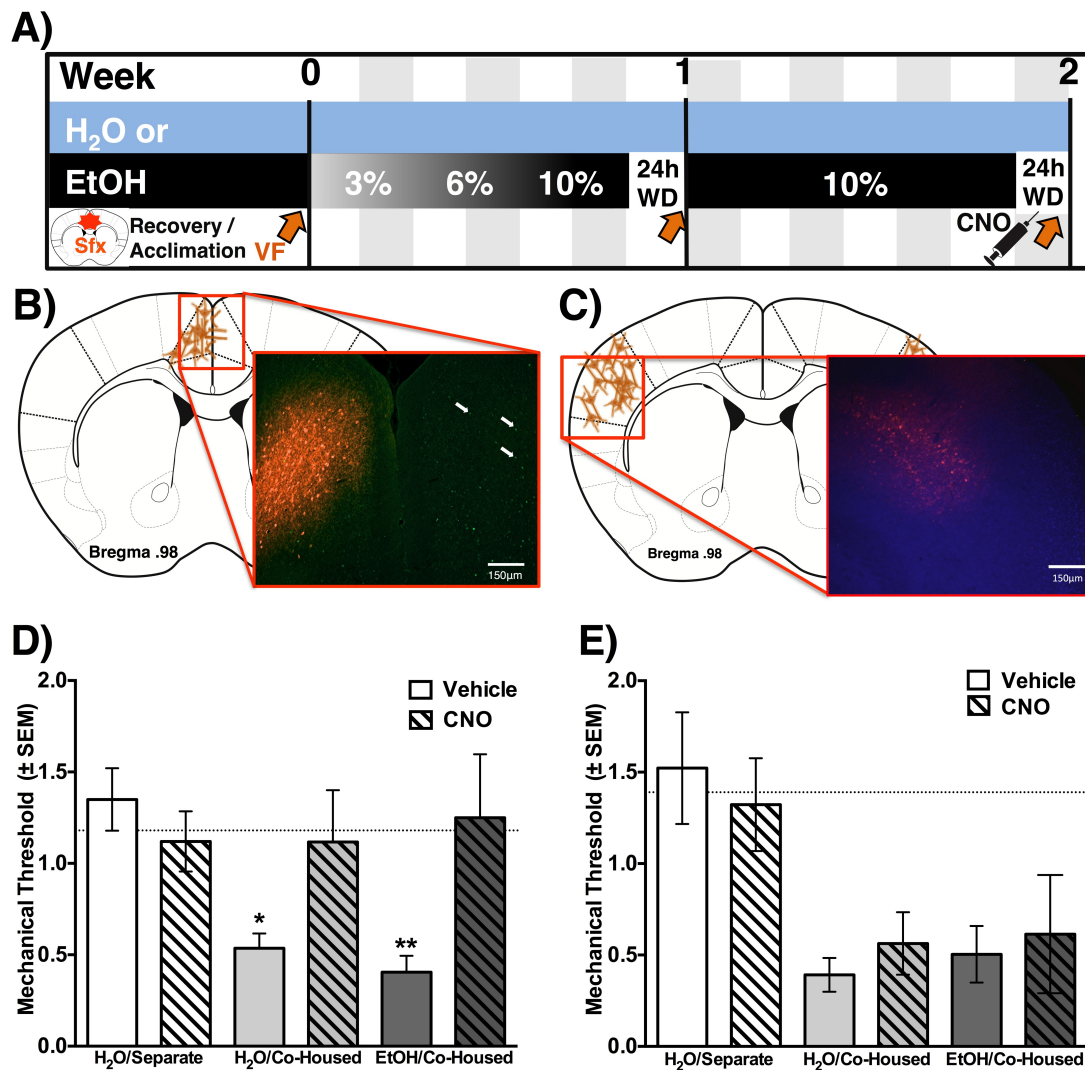 A)
Week 0 1 2
H₂O or
EtOH 3% 6% 10% 24h WD 10% 24h WD
Sfx Recovery / Acclimation VF CNO
B)
Bregma .98
150µm
C)
Bregma .98
150µm
D)
Mechanical Threshold (± SEM)
2.0
1.5
1.0
0.5
0.0
Vehicle
CNO
*
**
H₂O/Separate H₂O/Co-Housed EtOH/Co-Housed
E)
Mechanical Threshold (± SEM)
2.0
1.5
1.0
0.5
0.0
Vehicle
CNO
H₂O/Separate H₂O/Co-Housed EtOH/Co-Housed